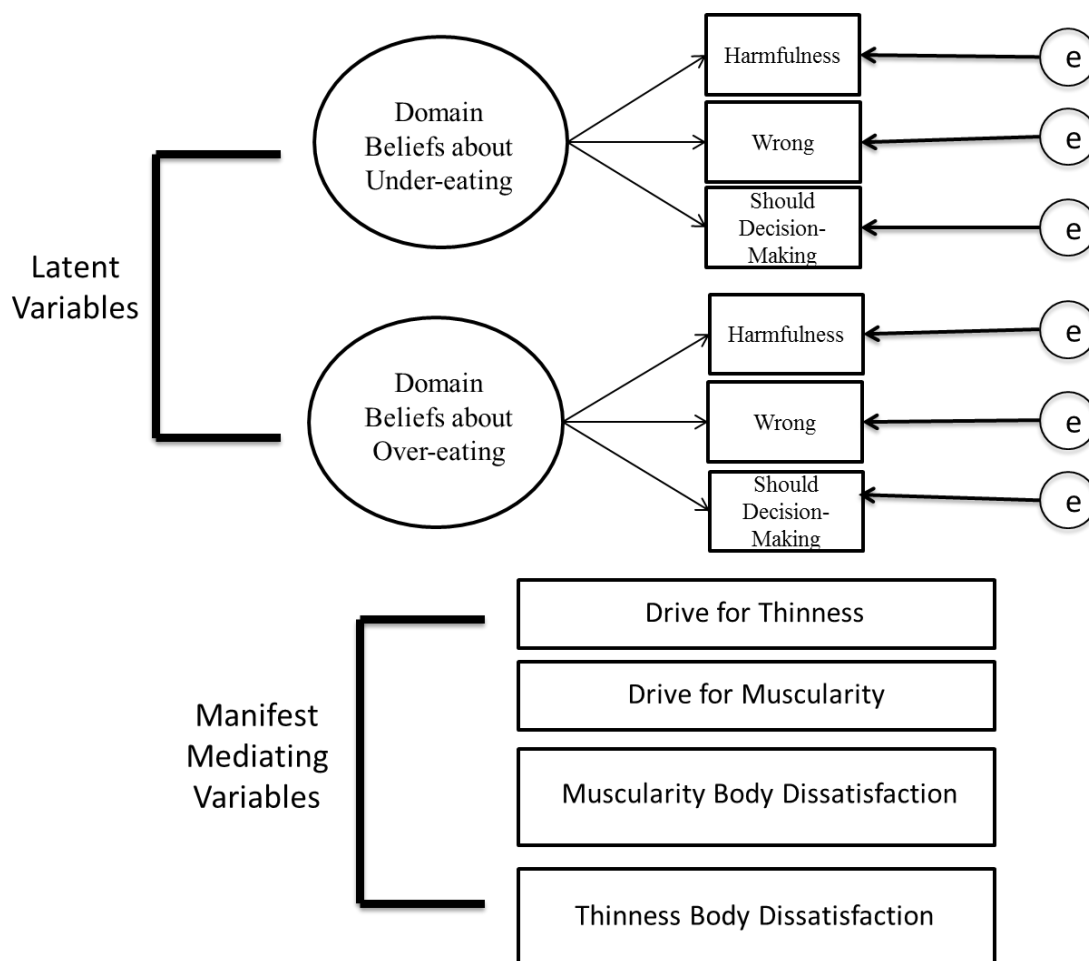 Latent
Variables
Domain
Beliefs about
Under-eating
Harmfulness
e
Wrong
e
Should
Decision-
Making
e
Domain
Beliefs about
Over-eating
Harmfulness
e
Wrong
e
Should
Decision-
Making
e
Manifest
Mediating
Variables
Drive for Thinness
Drive for Muscularity
Muscularity Body Dissatisfaction
Thinness Body Dissatisfaction